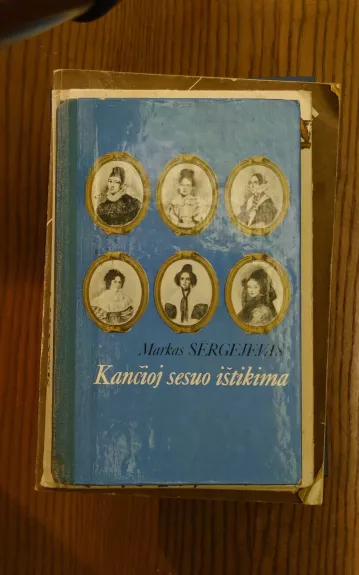 Markas SERGEJEVAS
Kančioj sesuo ištikima